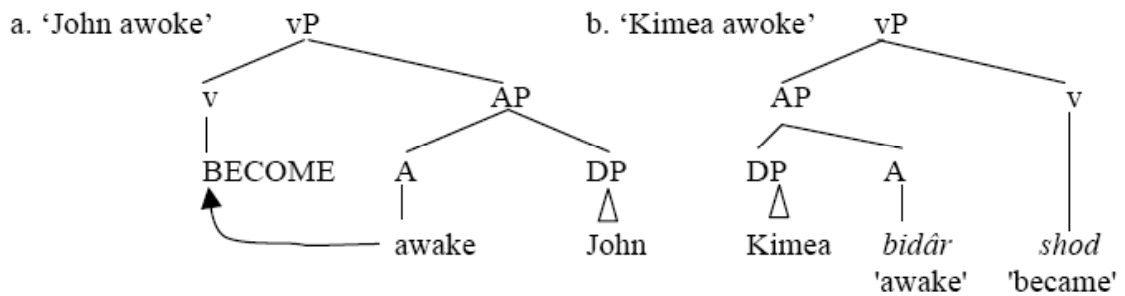 a. ‘John awoke’ vP b. ‘Kimea awoke’ vP
v AP AP v
BECOME A DP DP A
awake John Kimea bidâr shod
'awake' 'became'